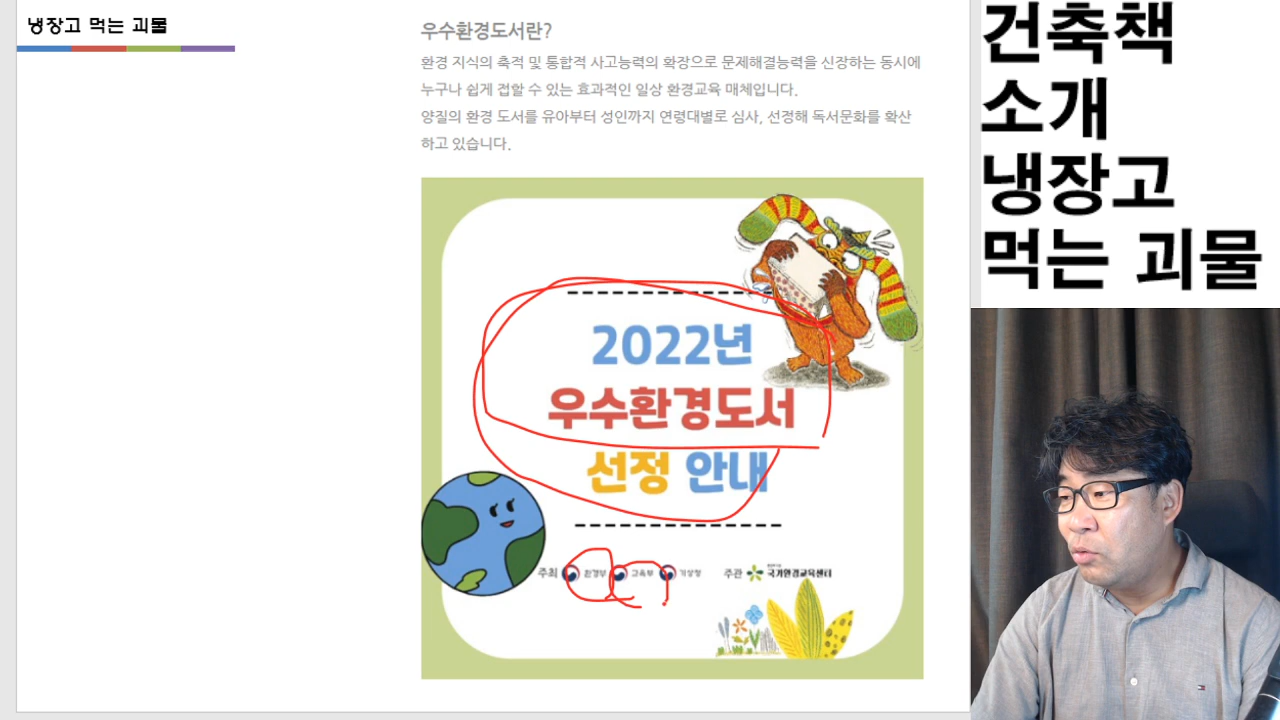 냉장고 먹는 괴물
우수환경도서란?
환경 지식의 축적 및 통합적 사고능력의 확장으로 문제해결능력을 신장하는 동시에
누구나 쉽게 접할 수 있는 효과적인 일상 환경교육 매체입니다.
양질의 환경 도서를 유아부터 성인까지 연령대별로 심사, 선정해 독서문화를 확산
하고 있습니다.
2022년
우수환경도서
선정 안내
주최 환경부 교육부 기상청 주관 국가환경교육센터
건축책
소개
냉장고
먹는 괴물